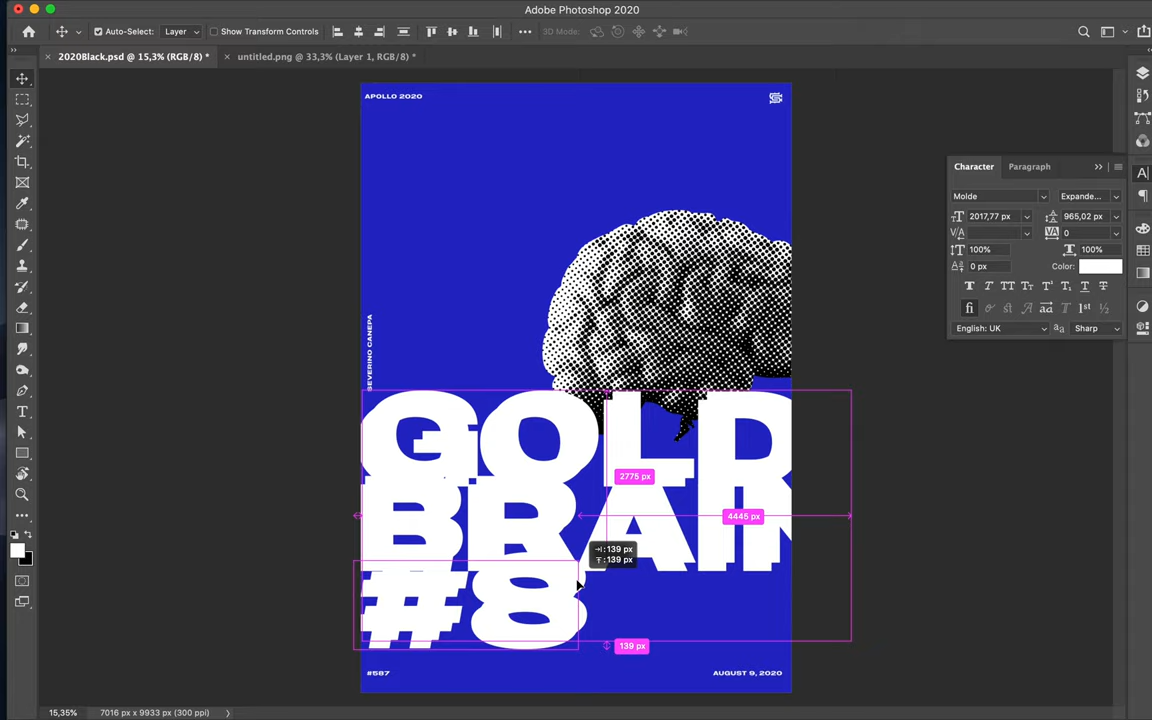 Adobe Photoshop 2020
Auto-Select: Layer Show Transform Controls 3D Mode:
2020Black.psd @ 15,3% (RGB/8) * untitled.png @ 33,3% (Layer 1, RGB/8) *
APOLLO 2020
SEVERINO CANEPA
GOLD
BRAIN
#8
2775 px
4445 px
139 px
139 px
139 px
#587
AUGUST 9, 2020
Character Paragraph
Molde Expande...
2017,77 px 965,02 px
0
100% 100%
0 px Color:
English: UK Sharp
15,35% 7016 px x 9933 px (300 ppi)